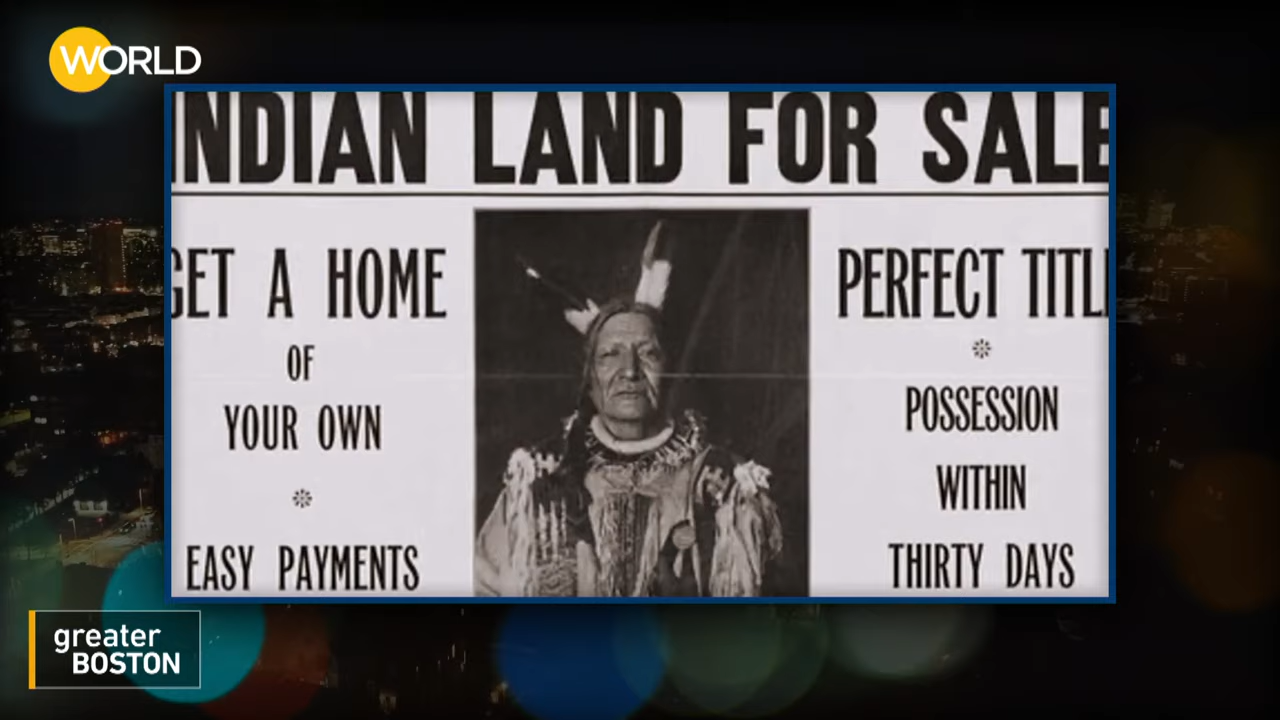 WORLD
INDIAN LAND FOR SALE
GET A HOME
OF
YOUR OWN
EASY PAYMENTS
PERFECT TITLE
POSSESSION
WITHIN
THIRTY DAYS
greater
BOSTON